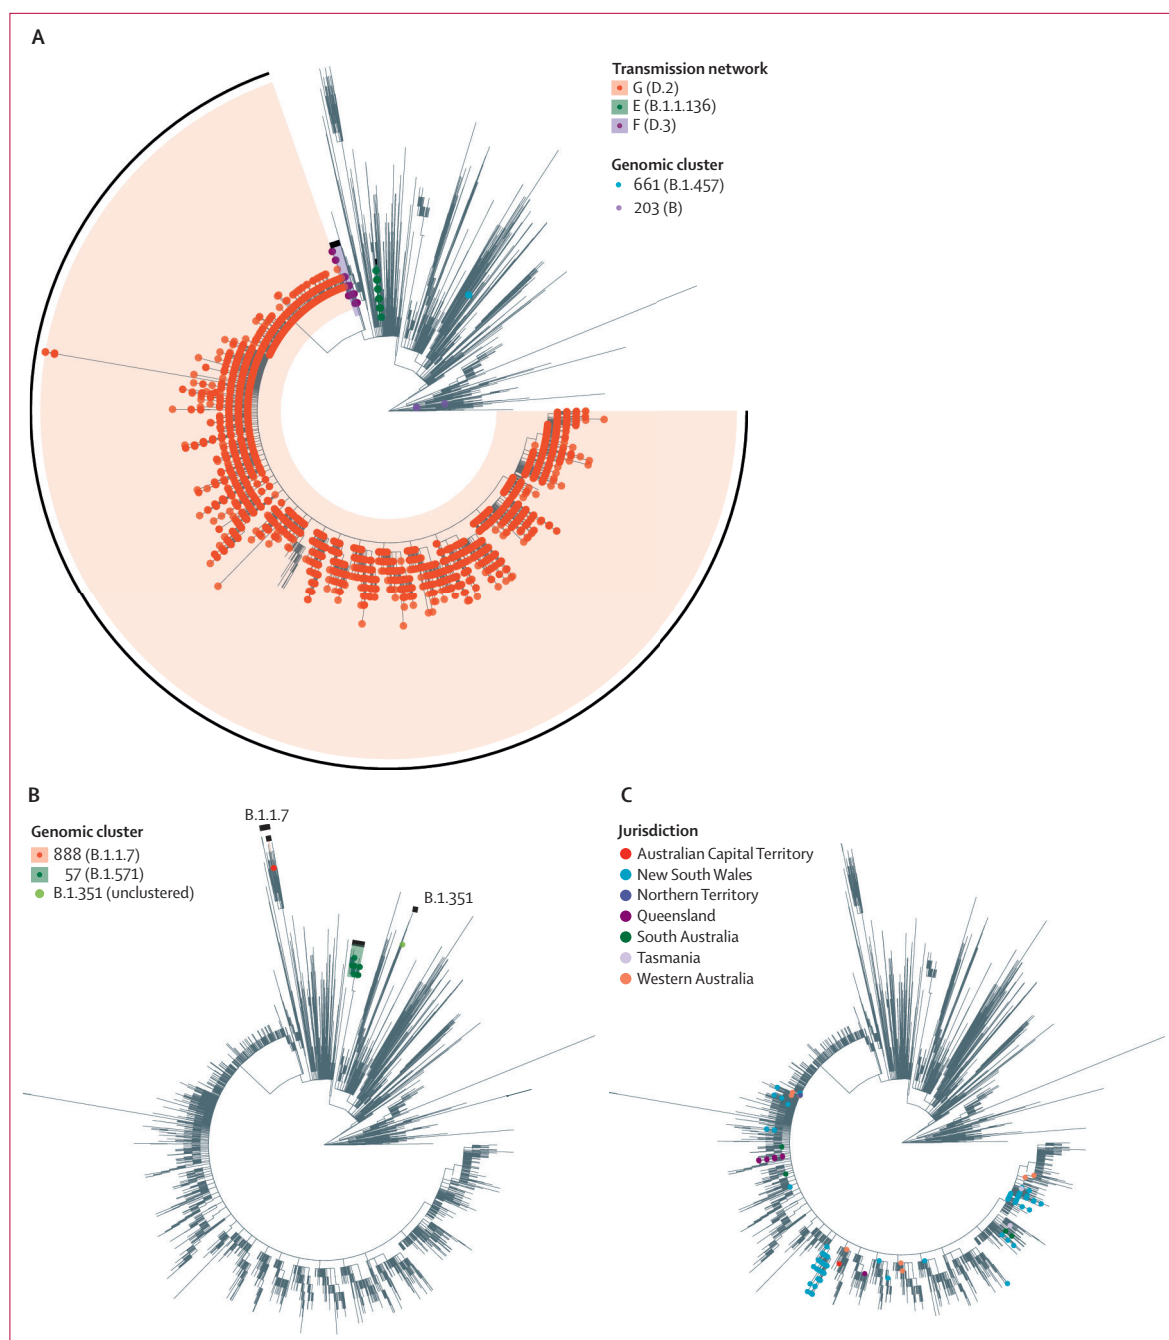 A
Transmission network
G (D.2)
E (B.1.1.136)
F (D.3)
Genomic cluster
661 (B.1.457)
203 (B)
B
Genomic cluster
888 (B.1.1.7)
57 (B.1.571)
B.1.351 (unclustered)
B.1.1.7
B.1.351
C
Jurisdiction
Australian Capital Territory
New South Wales
Northern Territory
Queensland
South Australia
Tasmania
Western Australia